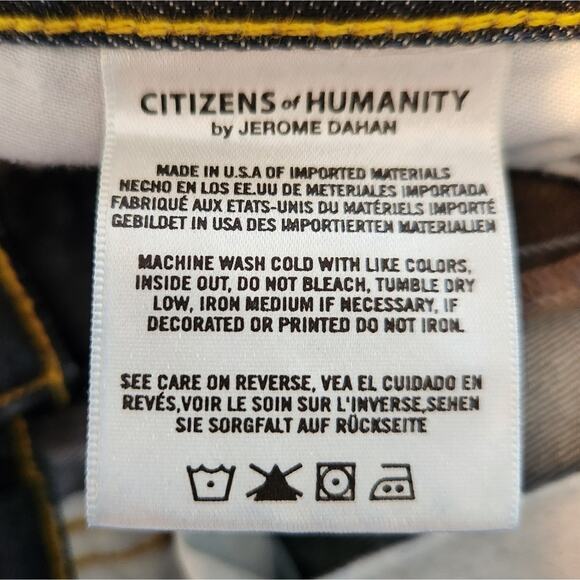 CITIZENS of HUMANITY
by JEROME DAHAN
MADE IN U.S.A OF IMPORTED MATERIALS
HECHO EN LOS EE.UU DE METERIALES IMPORTADA
FABRIQUÉ AUX ETATS-UNIS DU MATÉRIELS IMPORTÉ
GEBILDET IN USA DES IMPORTIERTEN MATERIALIEN
MACHINE WASH COLD WITH LIKE COLORS,
INSIDE OUT, DO NOT BLEACH, TUMBLE DRY
LOW, IRON MEDIUM IF NECESSARY, IF
DECORATED OR PRINTED DO NOT IRON.
SEE CARE ON REVERSE, VEA EL CUIDADO EN
REVÉS,VOIR LE SOIN SUR L'INVERSE,SEHEN
SIE SORGFALT AUF RÜCKSEITE